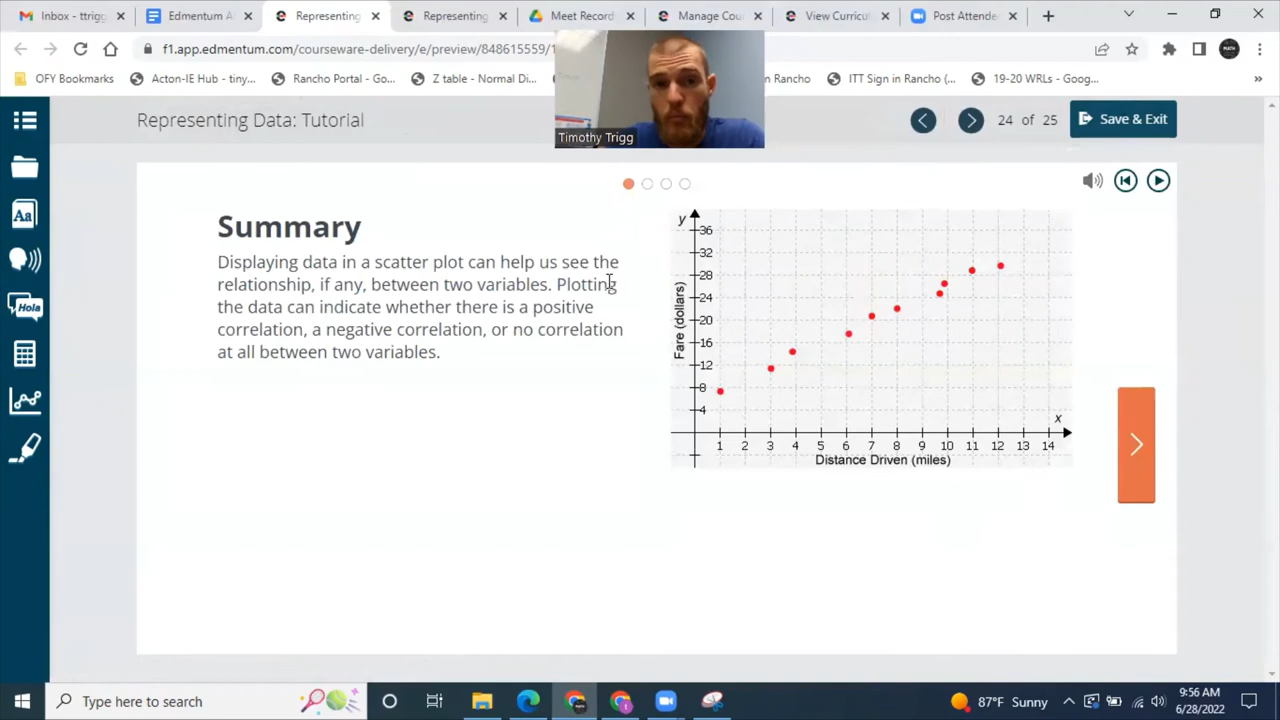 Inbox - ttrigg
Edmentum A
Representing
Representing
Meet Record
Manage Cou
View Curricu
Post Attende
f1.app.edmentum.com/courseware-delivery/e/preview/848615559/1
OFY Bookmarks
Acton-IE Hub - tiny...
Rancho Portal - Go...
Z table - Normal Di...
n Rancho
ITT Sign in Rancho (...
19-20 WRLs - Goog...
»
MATH
Representing Data: Tutorial
Timothy Trigg
24 of 25
Save & Exit
Aa
Hola
Summary
Displaying data in a scatter plot can help us see the
relationship, if any, between two variables. Plotting
the data can indicate whether there is a positive
correlation, a negative correlation, or no correlation
at all between two variables.
y
36
32
28
24
20
16
12
8
4
Fare (dollars)
x
1 2 3 4 5 6 7 8 9 10 11 12 13 14
Distance Driven (miles)
Type here to search
87°F Sunny
9:56 AM
6/28/2022